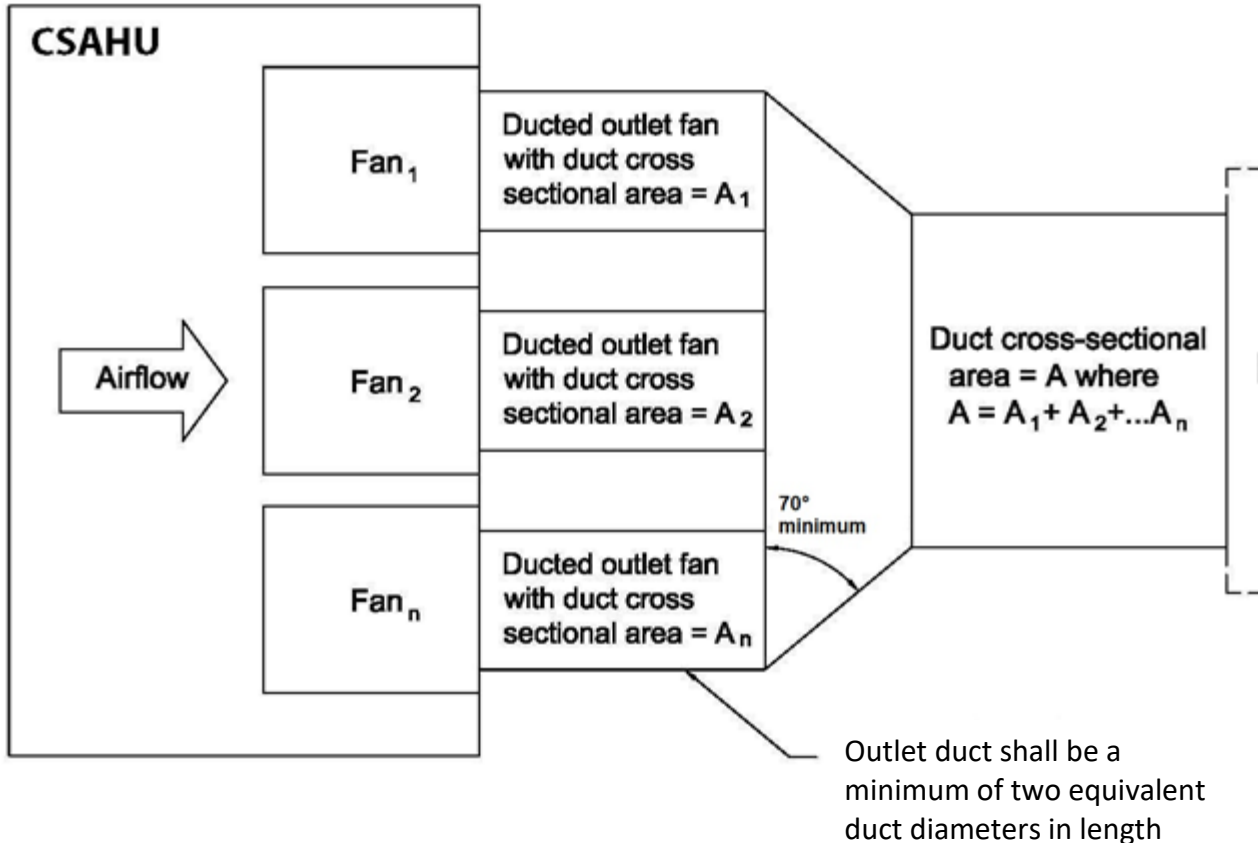 CSAHU
Fan₁
Ducted outlet fan
with duct cross
sectional area = A₁
Airflow
Fan₂
Ducted outlet fan
with duct cross
sectional area = A₂
Duct cross-sectional
area = A where
A = A₁+ A₂+...Aₙ
70°
minimum
Fanₙ
Ducted outlet fan
with duct cross
sectional area = Aₙ
Outlet duct shall be a
minimum of two equivalent
duct diameters in length